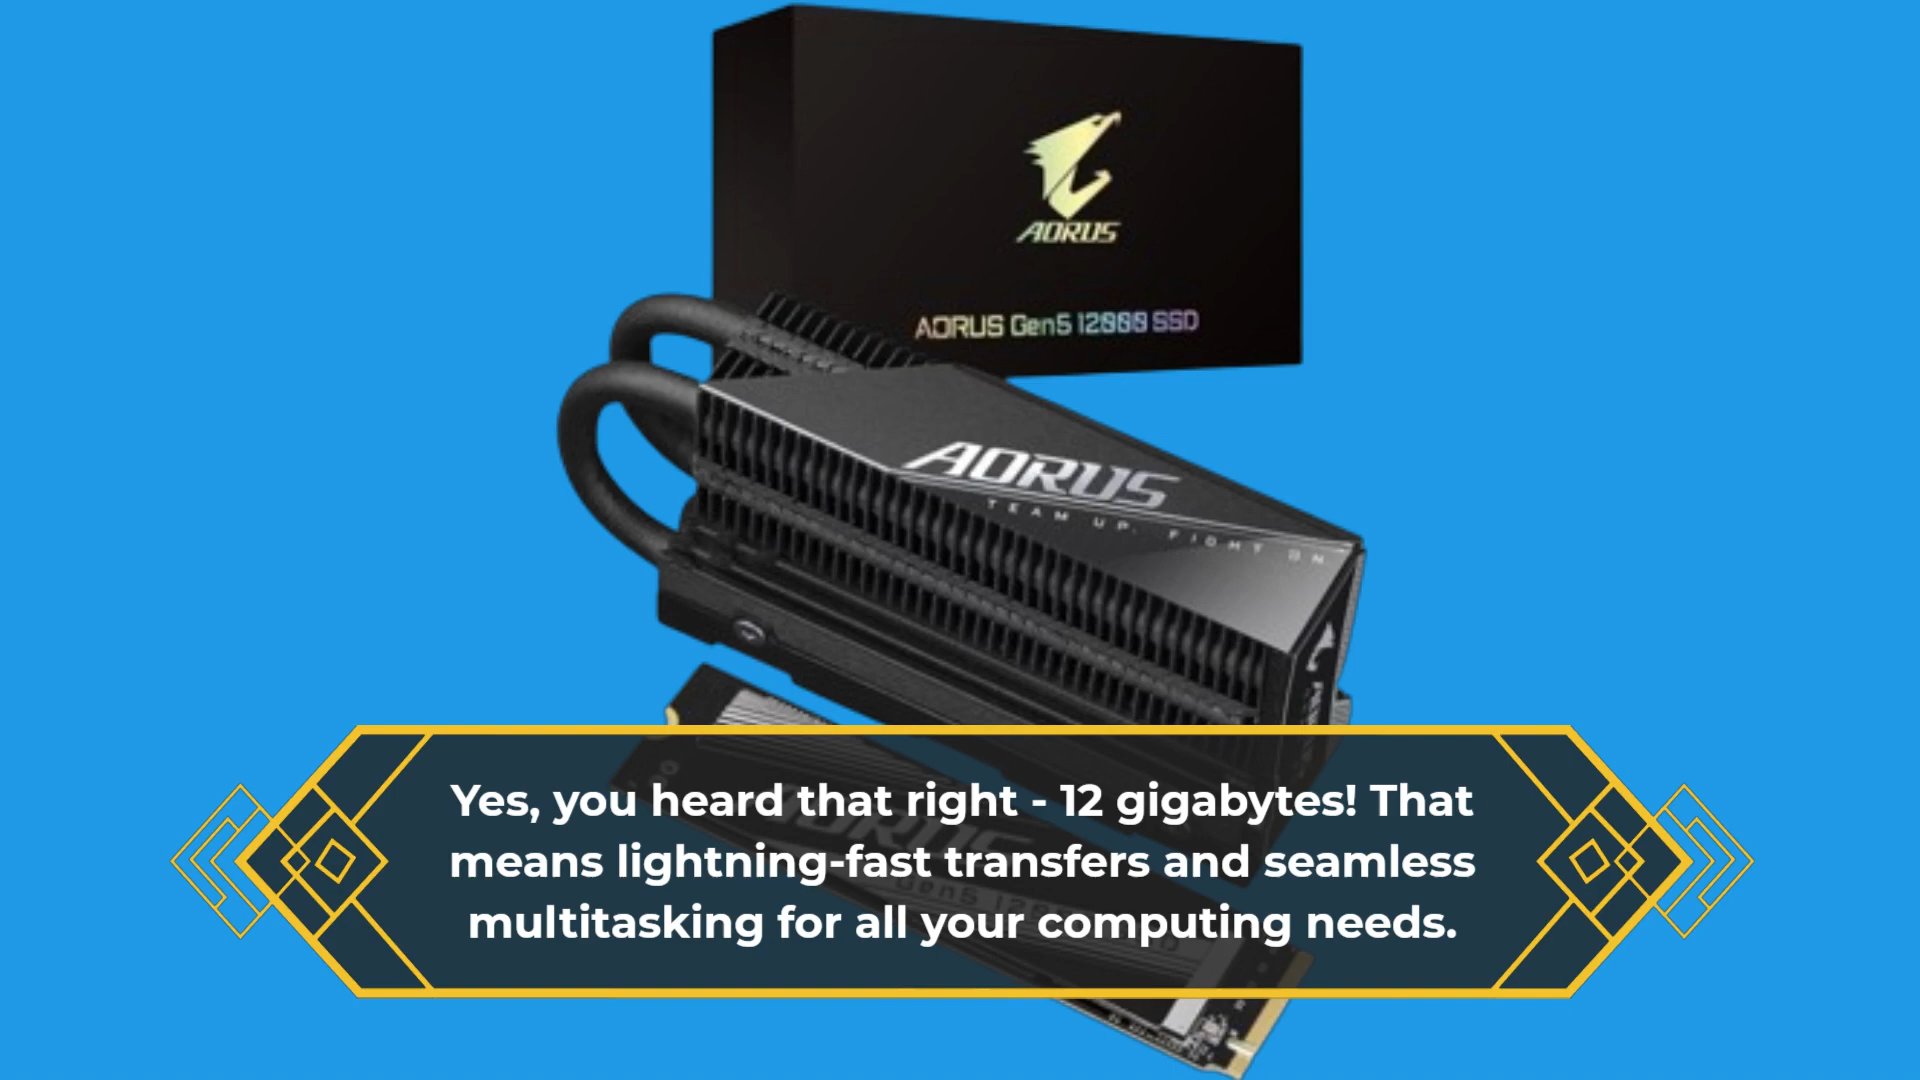 AORUS
AORUS Gen5 12000 SSD
AORUS
TEAM UP. FIGHT ON
Yes, you heard that right - 12 gigabytes! That
means lightning-fast transfers and seamless
multitasking for all your computing needs.